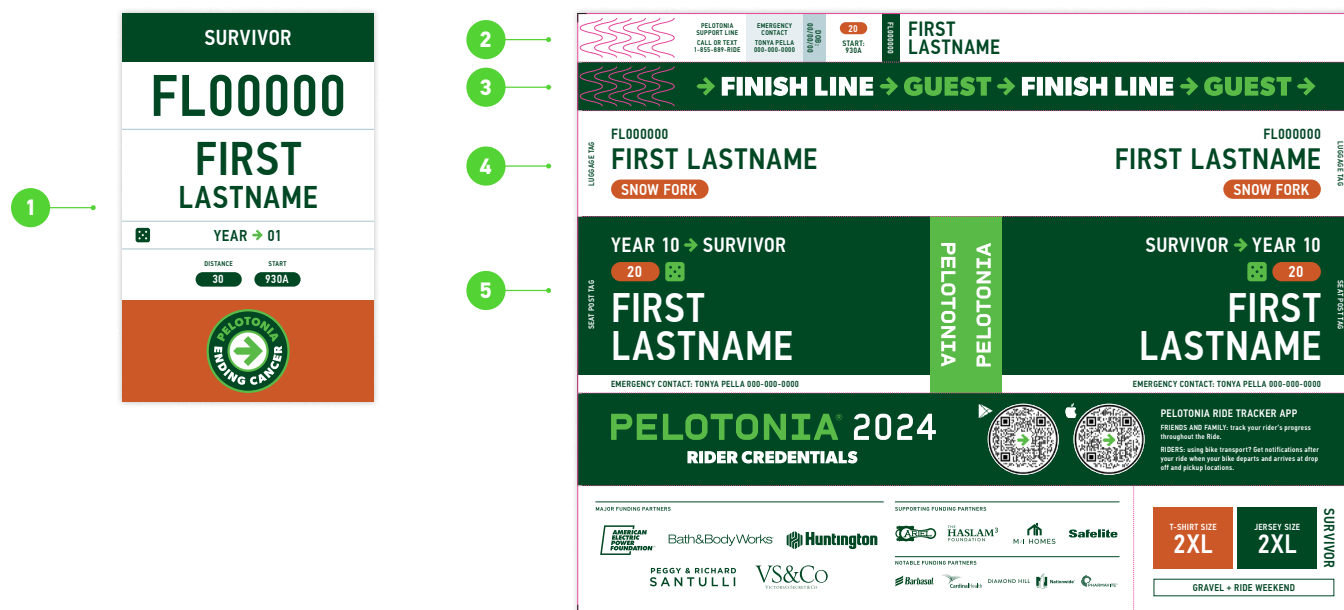 1
SURVIVOR
FL00000
FIRST
LASTNAME
YEAR → 01
DISTANCE
START
30
930A
PELOTONIA
ENDING CANCER
2
PELOTONIA
SUPPORT LINE
CALL OR TEXT
1-855-889-RIDE
EMERGENCY
CONTACT
TONYA PELLA
000-000-0000
DOB:
00/00/00
20
START:
930A
FL000000
FIRST
LASTNAME
3
→ FINISH LINE → GUEST → FINISH LINE → GUEST →
4
LUGGAGE TAG
FL000000
FIRST LASTNAME
SNOW FORK
FL000000
FIRST LASTNAME
SNOW FORK
LUGGAGE TAG
5
SEAT POST TAG
YEAR 10 → SURVIVOR
20
FIRST
LASTNAME
EMERGENCY CONTACT: TONYA PELLA 000-000-0000
PELOTONIA
PELOTONIA
SURVIVOR → YEAR 10
20
FIRST
LASTNAME
EMERGENCY CONTACT: TONYA PELLA 000-000-0000
SEAT POST TAG
PELOTONIA® 2024
RIDER CREDENTIALS
PELOTONIA RIDE TRACKER APP
FRIENDS AND FAMILY: track your rider's progress
throughout the Ride.
RIDERS: using bike transport? Get notifications after
your ride when your bike departs and arrives at drop
off and pickup locations.
MAJOR FUNDING PARTNERS
AMERICAN
ELECTRIC
POWER
FOUNDATION
Bath&BodyWorks
Huntington
PEGGY & RICHARD
SANTULLI
VS&Co
VICTORIA'S SECRET & CO
SUPPORTING FUNDING PARTNERS
ARIEL
THE
HASLAM3
FOUNDATION
M/I HOMES
Safelite
NOTABLE FUNDING PARTNERS
Barbasol
CardinalHealth
DIAMOND HILL
Nationwide
PHARMAVITE
T-SHIRT SIZE
2XL
JERSEY SIZE
2XL
SURVIVOR
GRAVEL + RIDE WEEKEND